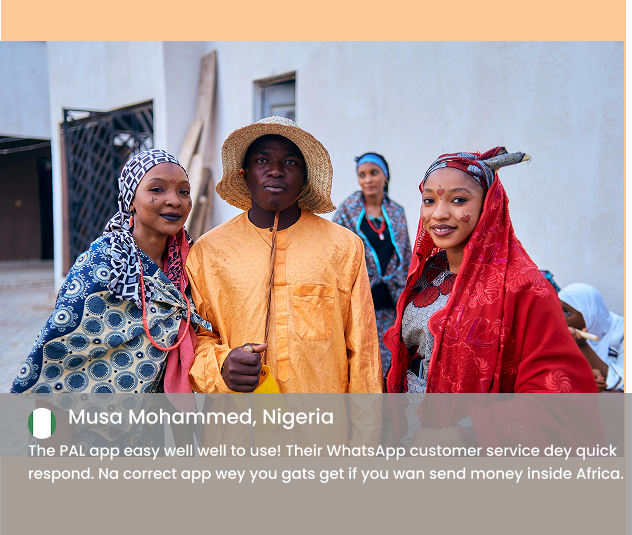 Musa Mohammed, Nigeria
The PAL app easy well well to use! Their WhatsApp customer service dey quick
respond. Na correct app wey you gats get if you wan send money inside Africa.